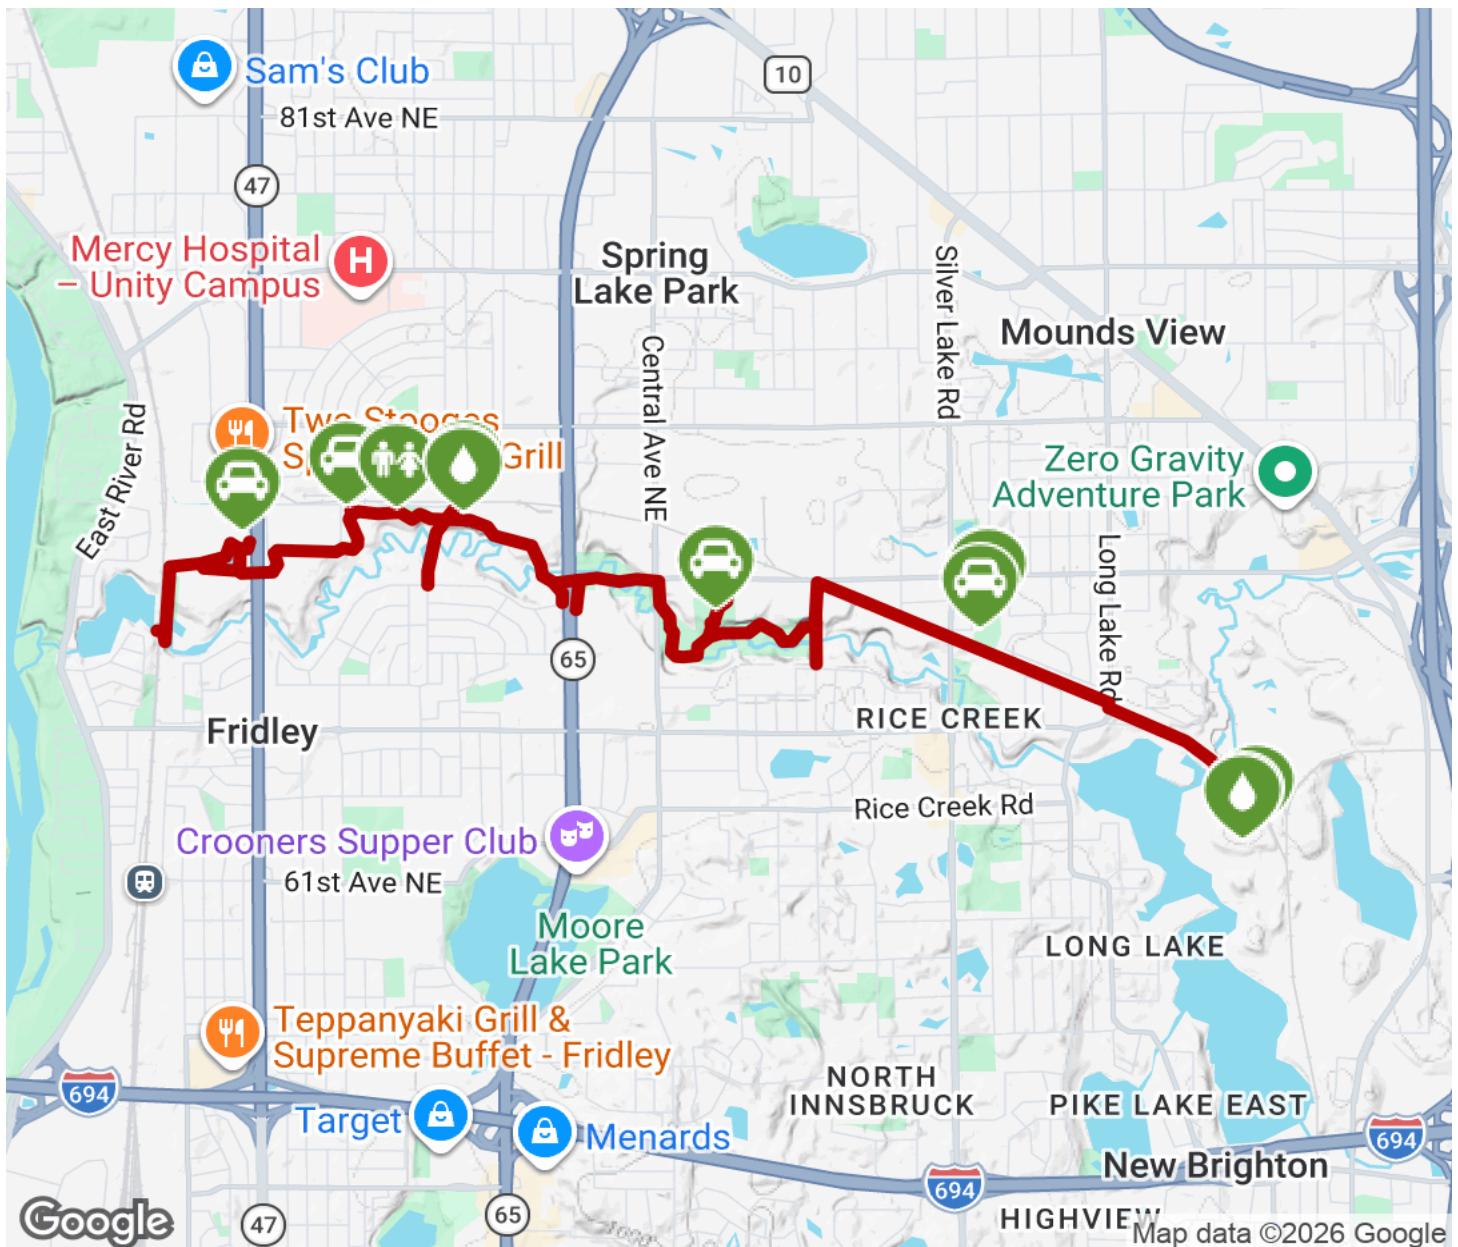 10
Sam's Club
81st Ave NE
47
Mercy Hospital
– Unity Campus
H
Spring
Lake Park
Silver Lake Rd
Mounds View
Central Ave NE
East River Rd
Two Stooges
Grill
Zero Gravity
Adventure Park
Long Lake Rd
65
Fridley
RICE CREEK
Rice Creek Rd
Crooners Supper Club
61st Ave NE
Moore
Lake Park
LONG LAKE
Teppanyaki Grill &
Supreme Buffet - Fridley
694
Target
Menards
NORTH
INNSBRUCK
PIKE LAKE EAST
694
New Brighton
694
Google
47
65
HIGHVIEW
Map data ©2026 Google